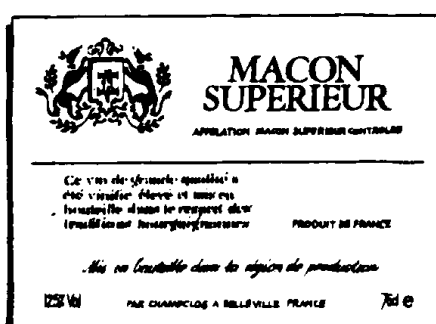 MACON
SUPERIEUR
APPELLATION MACON SUPERIEUR CONTROLEE
Ce vin de grande qualité a
été vinifié élevé et mis en
bouteille dans le respect des
traditions bourguignonnes
PRODUIT DE FRANCE
Mis en bouteille dans la région de production
12,5% Vol
PAR CHAMPCLOS A BELLEVILLE FRANCE
75cl e